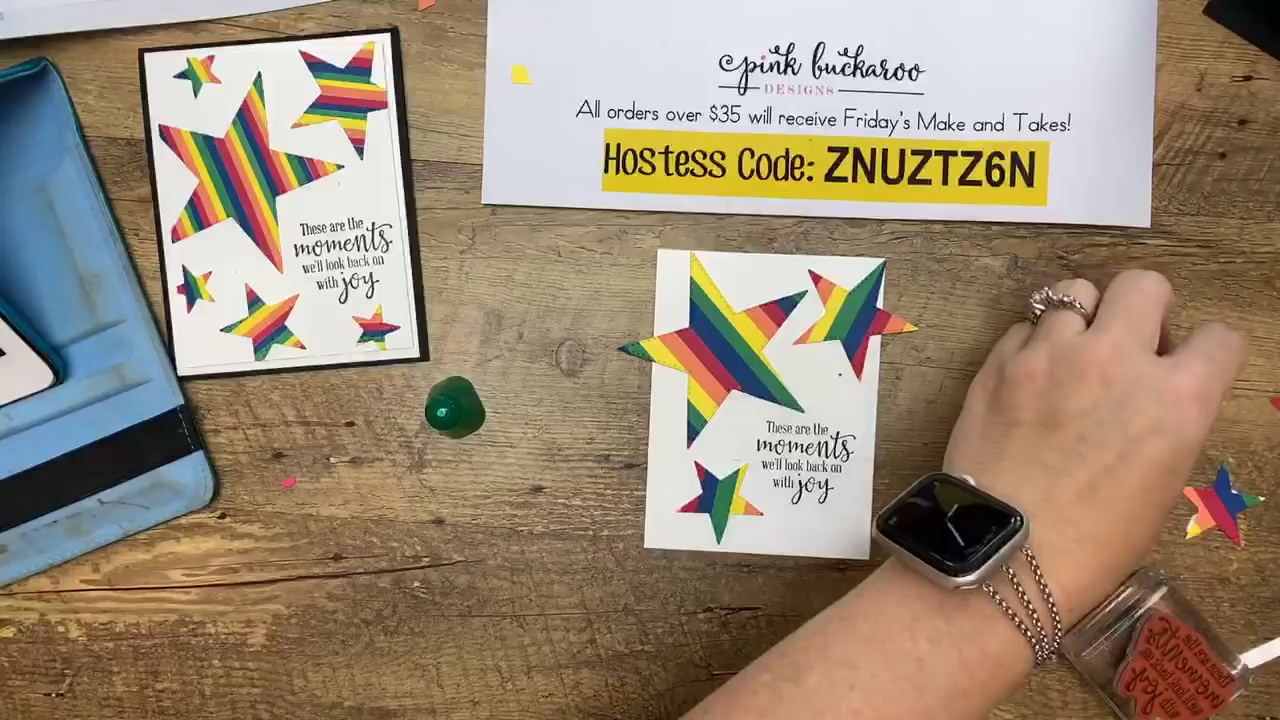 pink buckaroo
DESIGNS
All orders over $35 will receive Friday's Make and Takes!
Hostess Code: ZNUZTZ6N
These are the
moments
we'll look back on
with joy
These are the
moments
we'll look back on
with joy